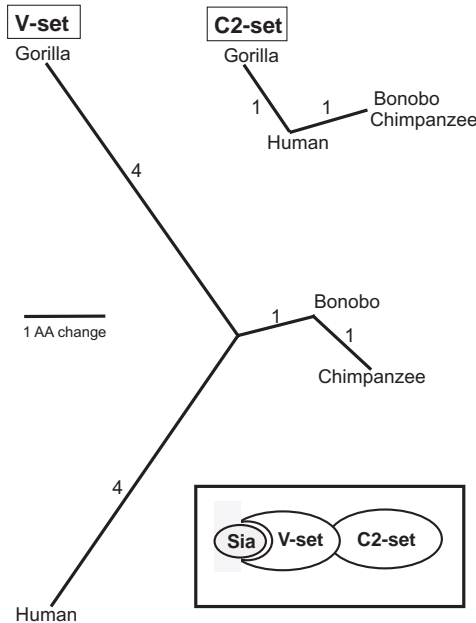 V-set
Gorilla
4
1 AA change
1
Bonobo
1
Chimpanzee
4
Human
C2-set
Gorilla
1
1
Bonobo
Chimpanzee
Human
Sia
V-set
C2-set